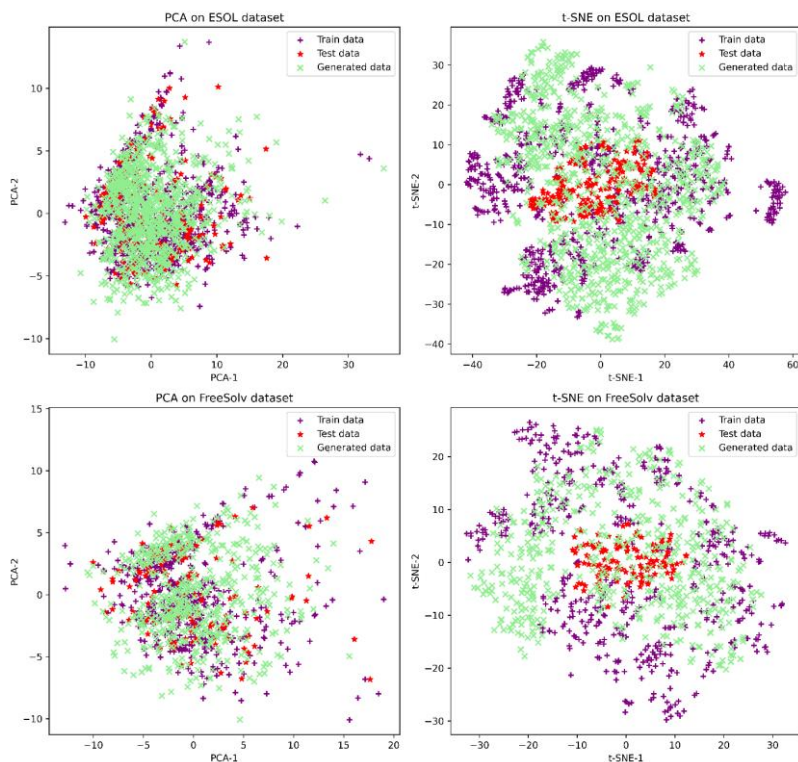 PCA on ESOL dataset
Train data
Test data
Generated data
10
5
0
−5
−10
PCA-2
−10
0
10
20
30
PCA-1
t-SNE on ESOL dataset
Train data
Test data
Generated data
30
20
10
0
−10
−20
−30
−40
t-SNE-2
−40
−20
0
20
40
60
t-SNE-1
PCA on FreeSolv dataset
Train data
Test data
Generated data
15
10
5
0
−5
−10
PCA-2
−10
−5
0
5
10
15
20
PCA-1
t-SNE on FreeSolv dataset
Train data
Test data
Generated data
20
10
0
−10
−20
−30
t-SNE-2
−30
−20
−10
0
10
20
30
t-SNE-1